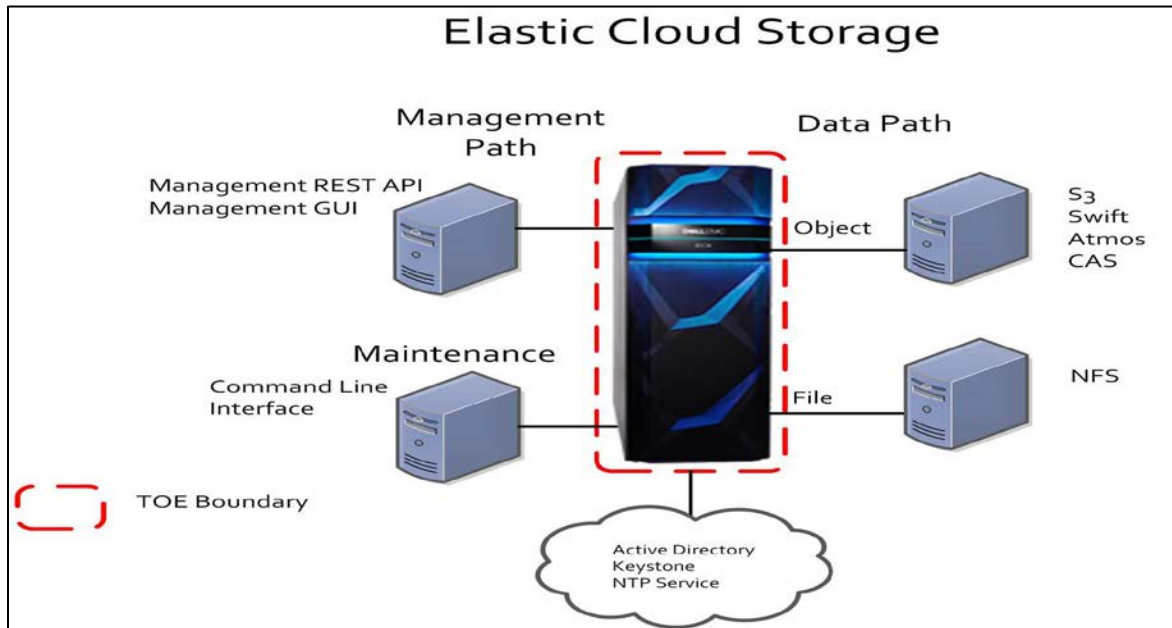 Elastic Cloud Storage
Management
Path
Data Path
Management REST API
Management GUI
Object
S3
Swift
Atmos
CAS
DELLEMC
Maintenance
Command Line
Interface
File
NFS
TOE Boundary
Active Directory
Keystone
NTP Service